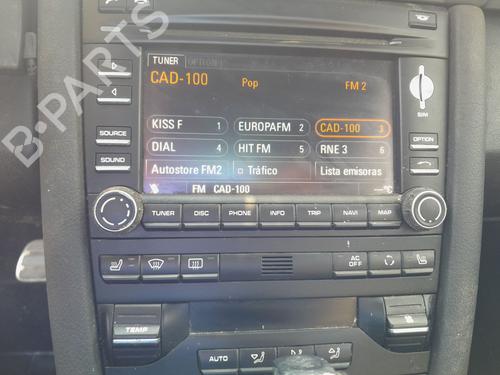 TUNER OPTION
CAD-100 Pop FM 2
KISS F 1 EUROPAFM 2 CAD-100 3
DIAL 4 HIT FM 5 RNE 3 6
Autostore FM2 Tráfico Lista emisoras
FM CAD-100 °C
SIM
SOURCE
SOUND
OPTION
TUNER DISC PHONE INFO TRIP NAVI MAP
AC OFF
TEMP
AUTO
B-PARTS